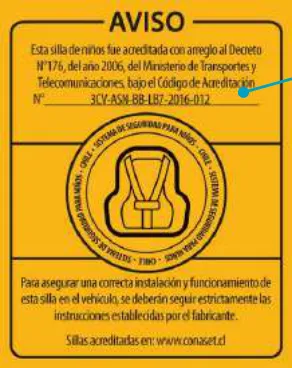 AVISO
Esta silla de niños fue acreditada con arreglo al Decreto
N°176, del año 2006, del Ministerio de Transportes y
Telecomunicaciones, bajo el Código de Acreditación
N° 3CV-ASN-BB-LB7-2016-012
SISTEMA DE SEGURIDAD PARA NIÑOS - CHILE - SISTEMA DE SEGURIDAD PARA NIÑOS - CHILE - SISTEMA DE SEGURIDAD PARA NIÑOS - CHILE -
Para asegurar una correcta instalación y funcionamiento de
esta silla en el vehículo, se deberán seguir estrictamente las
instrucciones establecidas por el fabricante.
Sillas acreditadas en: www.conaset.cl